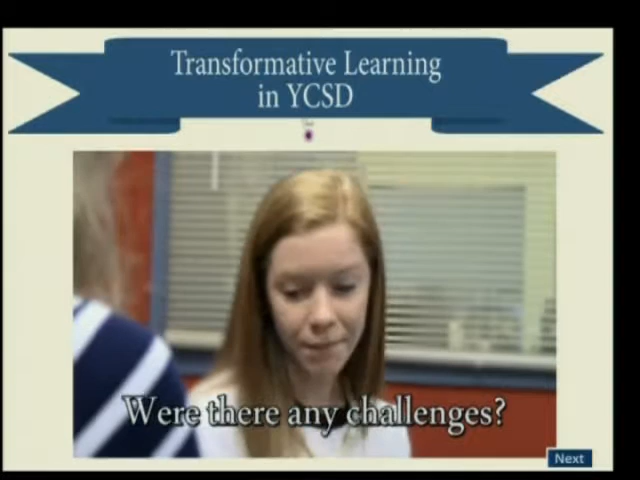 Transformative Learning
in YCSD
Were there any challenges?
Next